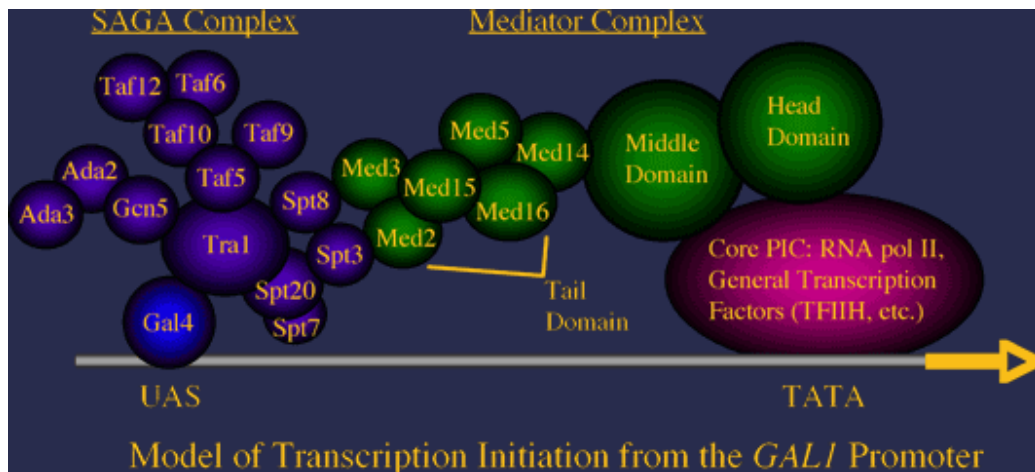 SAGA Complex
Mediator Complex
Taf12
Taf6
Taf10
Taf9
Taf5
Ada2
Ada3
Gcn5
Tra1
Spt8
Spt3
Spt20
Spt7
Gal4
Med3
Med5
Med14
Med15
Med16
Med2
Tail
Domain
Middle
Domain
Head
Domain
Core PIC: RNA pol II,
General Transcription
Factors (TFIIH, etc.)
UAS
TATA
Model of Transcription Initiation from the GAL1 Promoter